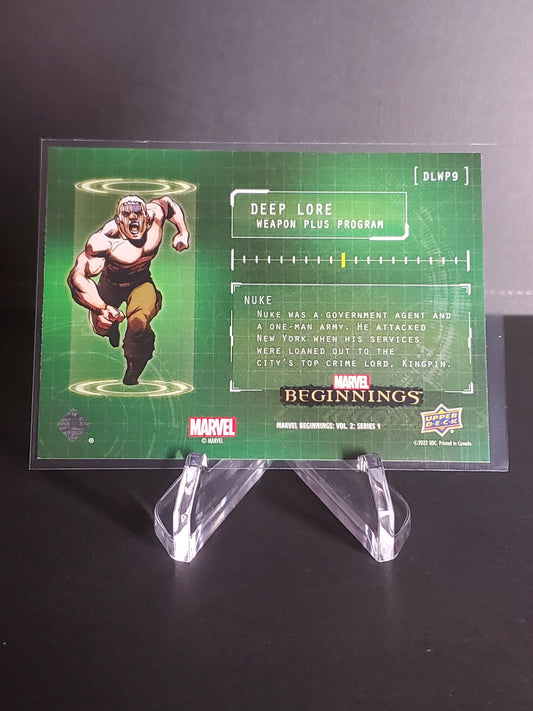 [ DLWP9 ]
DEEP LORE
WEAPON PLUS PROGRAM
NUKE
NUKE WAS A GOVERNMENT AGENT AND
A ONE-MAN ARMY. HE ATTACKED
NEW YORK WHEN HIS SERVICES
WERE LOANED OUT TO THE
CITY'S TOP CRIME LORD, KINGPIN.
MARVEL
BEGINNINGS
MARVEL
© MARVEL
MARVEL BEGINNINGS: VOL. 2: SERIES 1
UPPER
DECK
©2022 UDC. Printed in Canada.
®